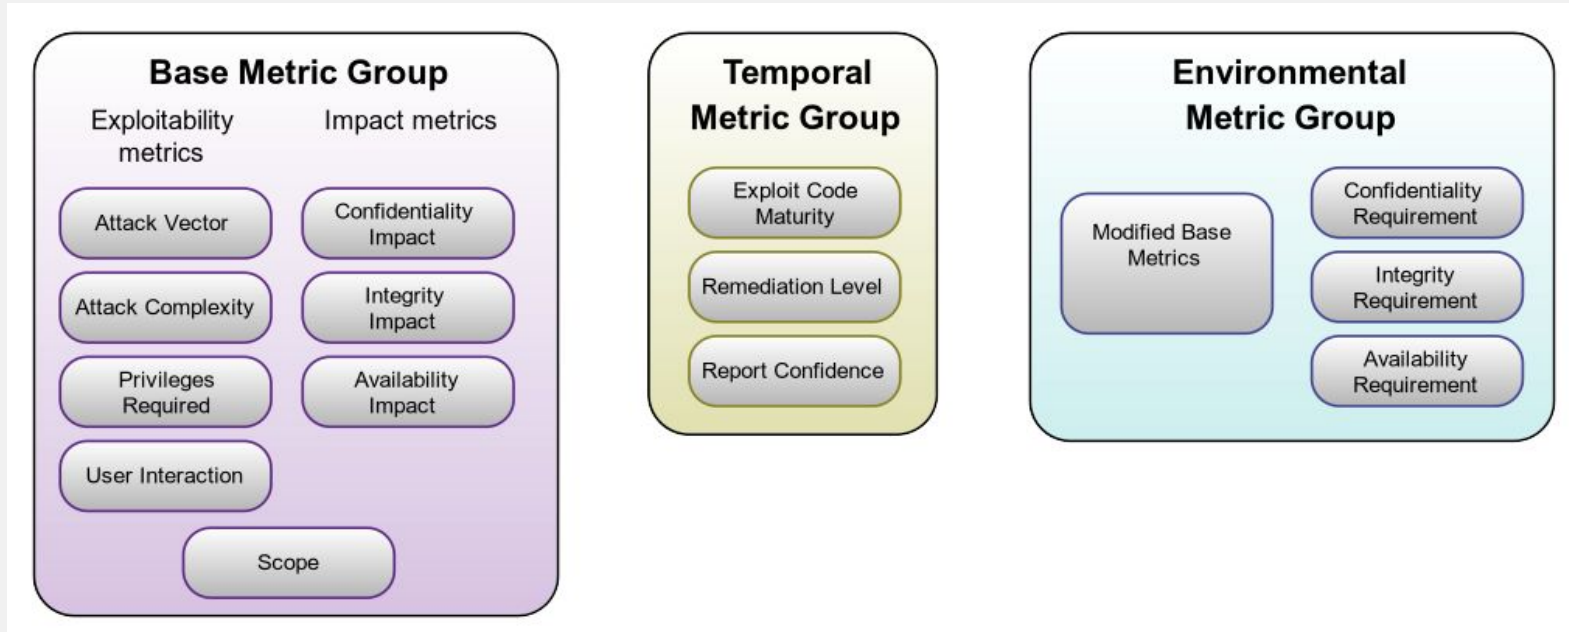 Base Metric Group
Exploitability
metrics
Impact metrics
Attack Vector
Confidentiality
Impact
Attack Complexity
Integrity
Impact
Privileges
Required
Availability
Impact
User Interaction
Scope
Temporal
Metric Group
Exploit Code
Maturity
Remediation Level
Report Confidence
Environmental
Metric Group
Modified Base
Metrics
Confidentiality
Requirement
Integrity
Requirement
Availability
Requirement